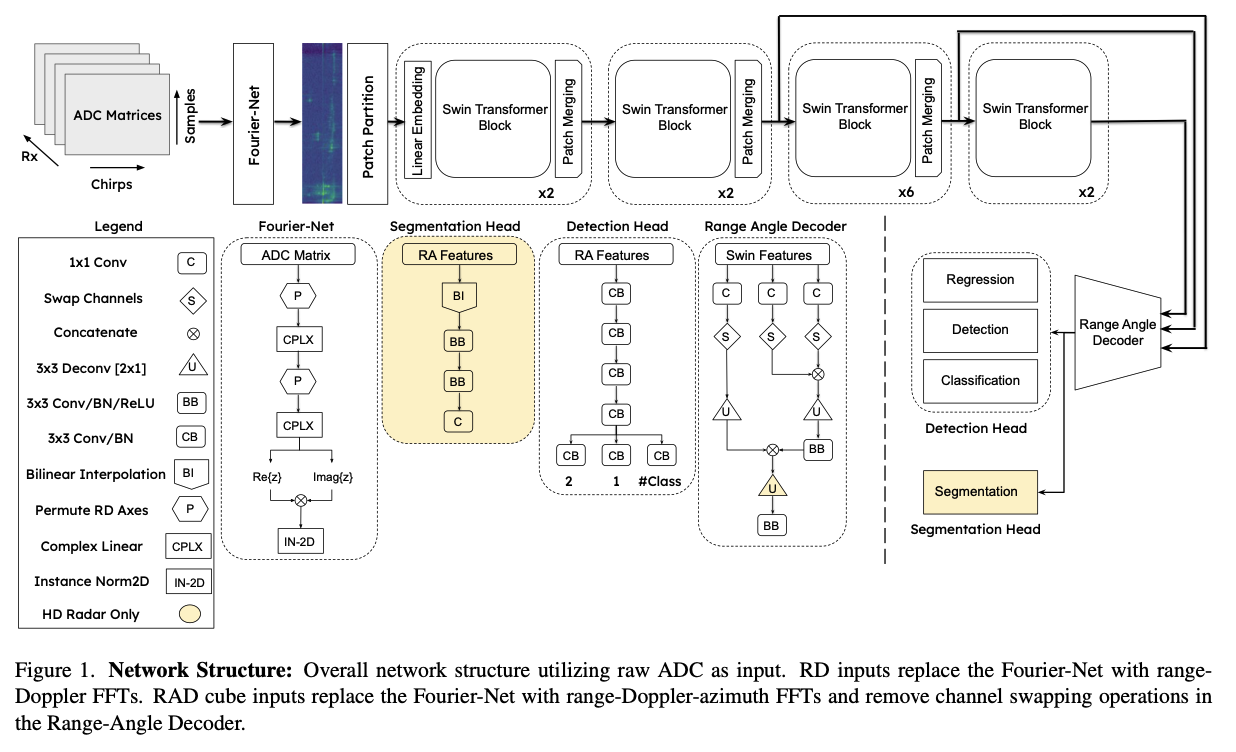 ADC Matrices
Samples
Rx
Chirps
Fourier-Net
Patch Partition
Linear Embedding
Swin Transformer
Block
Patch Merging
x2
Swin Transformer
Block
Patch Merging
x2
Swin Transformer
Block
Patch Merging
x6
Swin Transformer
Block
x2
Legend
1x1 Conv
C
Swap Channels
S
Concatenate
3x3 Deconv [2x1]
U
3x3 Conv/BN/ReLU
BB
3x3 Conv/BN
CB
Bilinear Interpolation
BI
Permute RD Axes
P
Complex Linear
CPLX
Instance Norm2D
IN-2D
HD Radar Only
Fourier-Net
ADC Matrix
P
CPLX
P
CPLX
Re{z}
Imag{z}
IN-2D
Segmentation Head
RA Features
BI
BB
BB
C
Detection Head
RA Features
CB
CB
CB
CB
CB
CB
CB
2
1
#Class
Range Angle Decoder
Swin Features
C
C
C
S
S
S
U
U
BB
U
BB
Regression
Detection
Classification
Detection Head
Segmentation
Segmentation Head
Range Angle
Decoder
Figure 1. Network Structure: Overall network structure utilizing raw ADC as input. RD inputs replace the Fourier-Net with range-
Doppler FFTs. RAD cube inputs replace the Fourier-Net with range-Doppler-azimuth FFTs and remove channel swapping operations in
the Range-Angle Decoder.